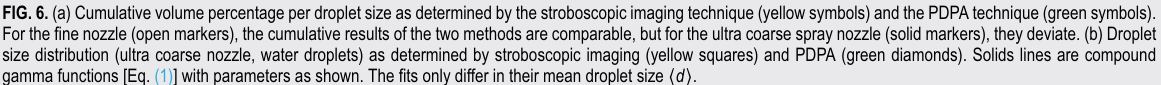 FIG. 6. (a) Cumulative volume percentage per droplet size as determined by the stroboscopic imaging technique (yellow symbols) and the PDPA technique (green symbols).
For the fine nozzle (open markers), the cumulative results of the two methods are comparable, but for the ultra coarse spray nozzle (solid markers), they deviate. (b) Droplet
size distribution (ultra coarse nozzle, water droplets) as determined by stroboscopic imaging (yellow squares) and PDPA (green diamonds). Solids lines are compound
gamma functions [Eq. (1)] with parameters as shown. The fits only differ in their mean droplet size ⟨d⟩.